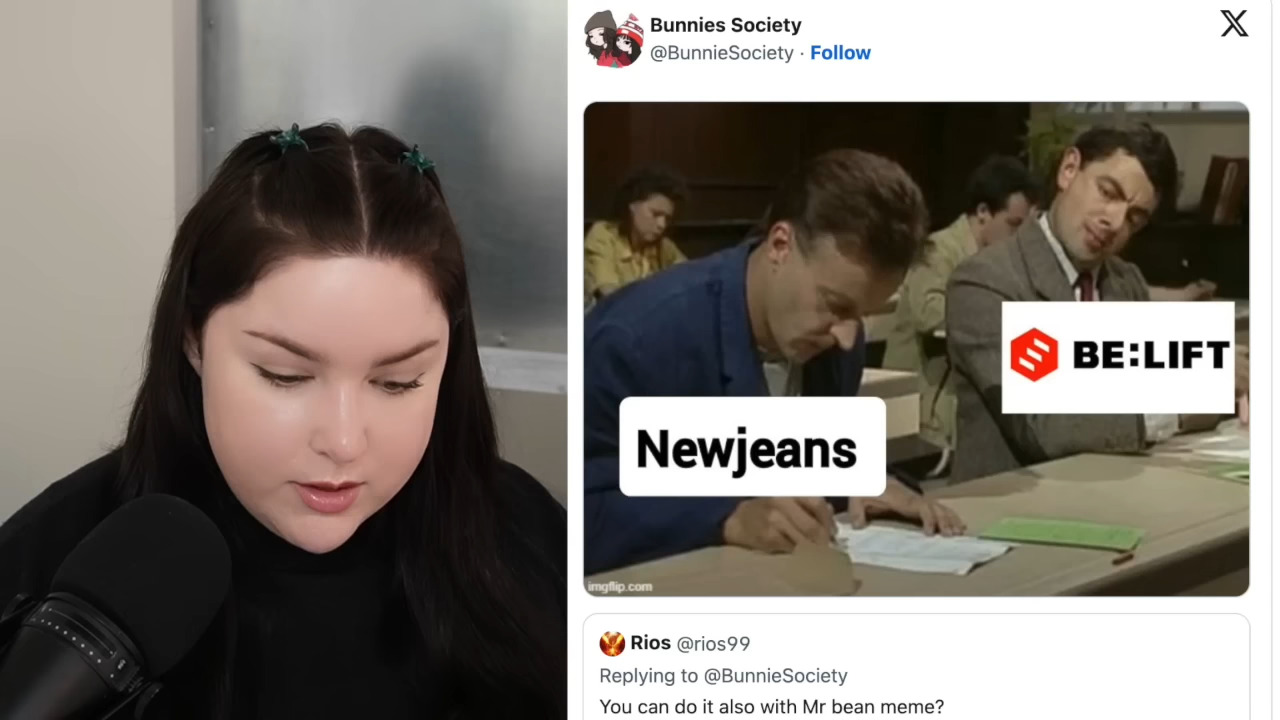 Bunnies Society
@BunnieSociety · Follow
BE:LIFT
Newjeans
imgflip.com
Rios @rios99
Replying to @BunnieSociety
You can do it also with Mr bean meme?